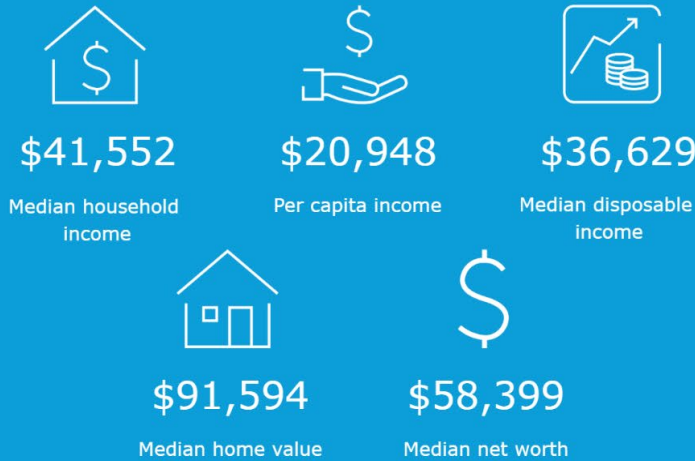 $41,552
Median household
income
$20,948
Per capita income
$36,629
Median disposable
income
$91,594
Median home value
$58,399
Median net worth